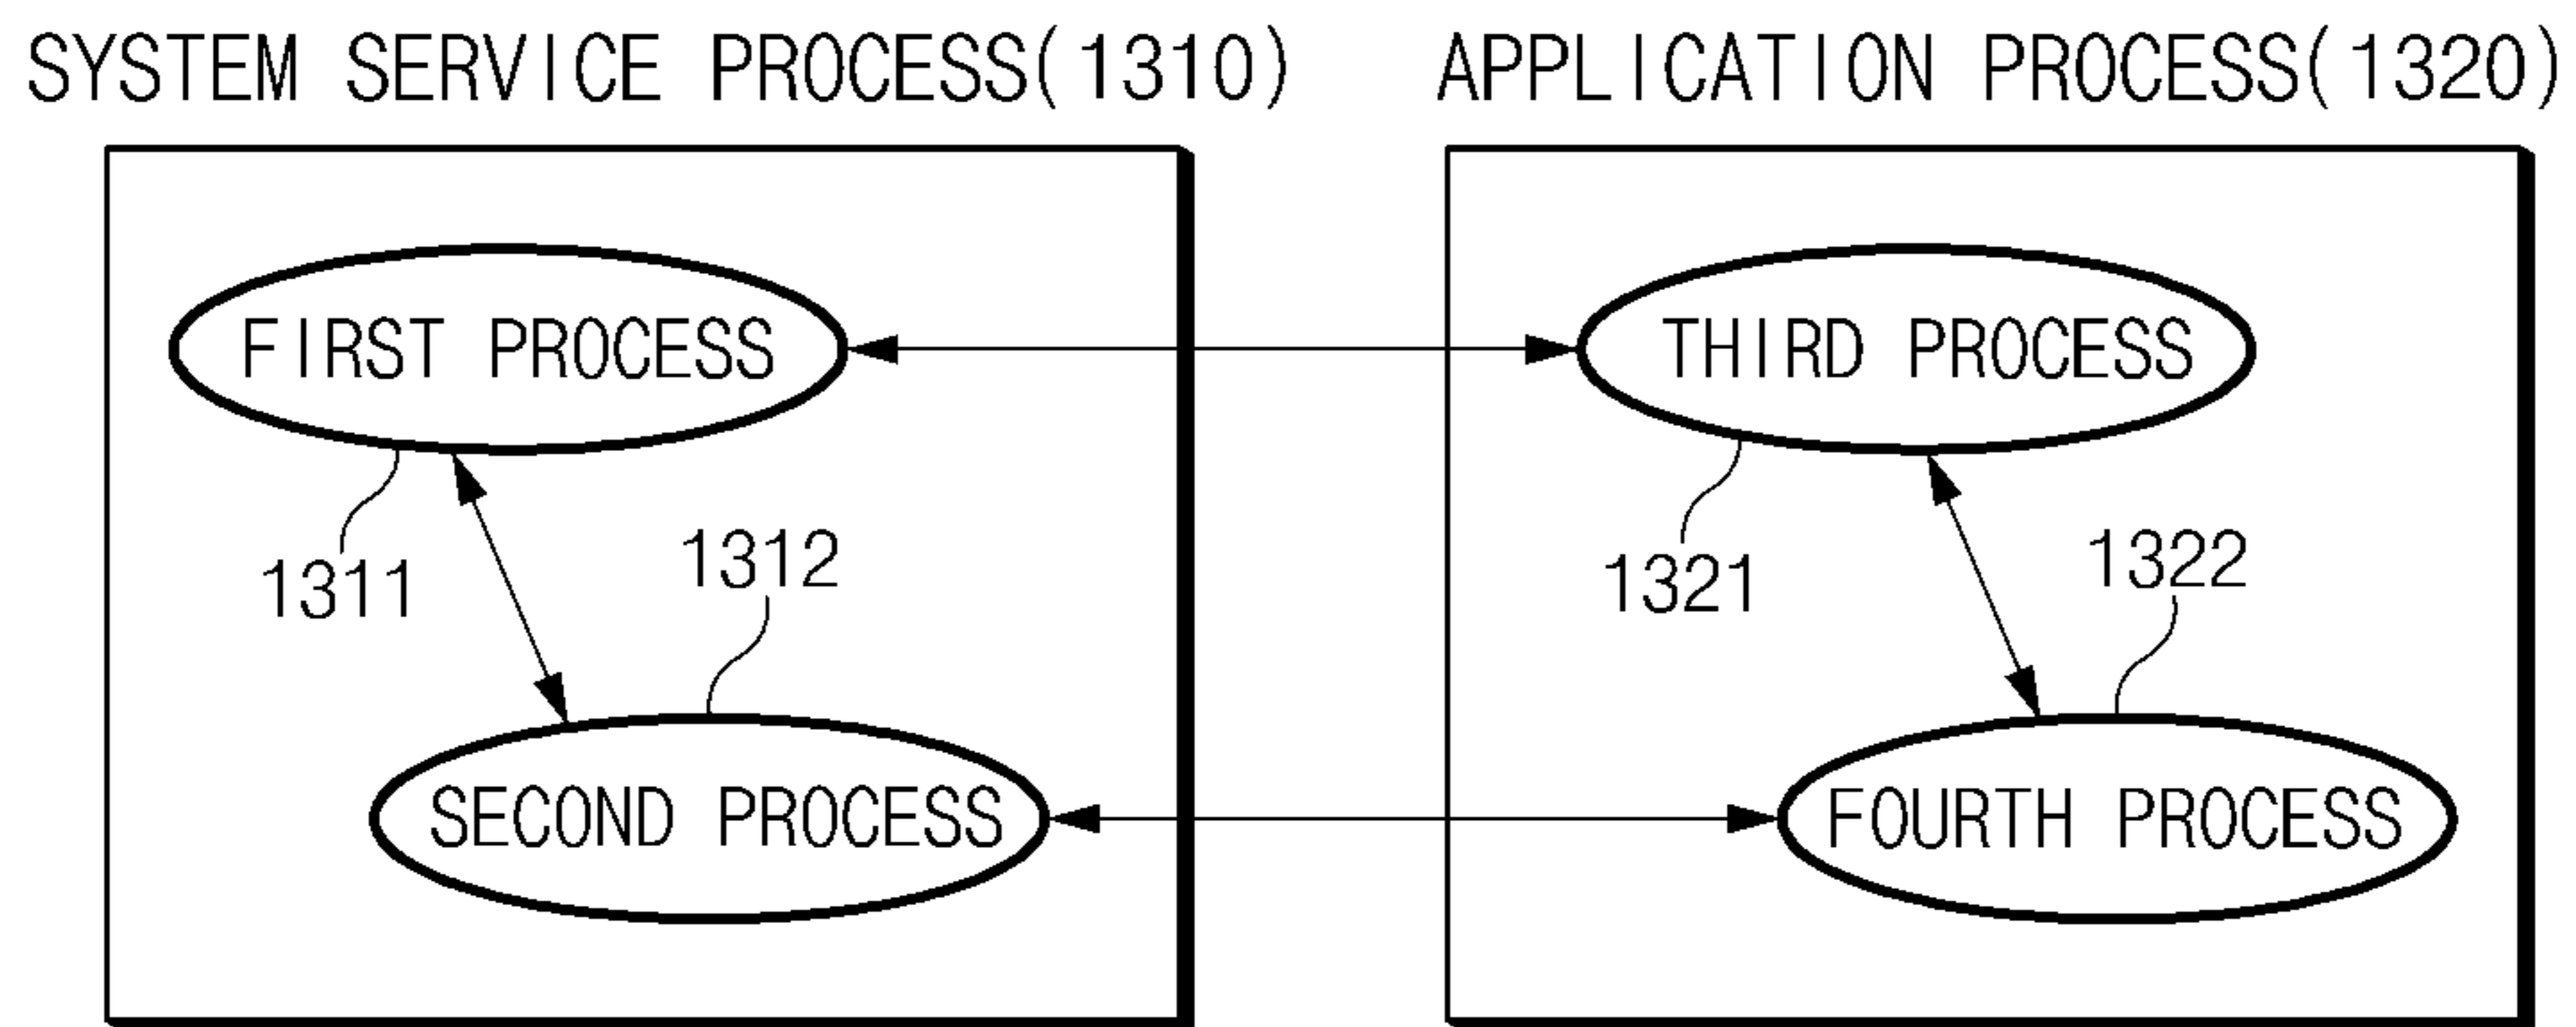 SYSTEM SERVICE PROCESS(1310)
APPLICATION PROCESS(1320)
FIRST PROCESS
THIRD PROCESS
1311
1312
1321
1322
SECOND PROCESS
FOURTH PROCESS